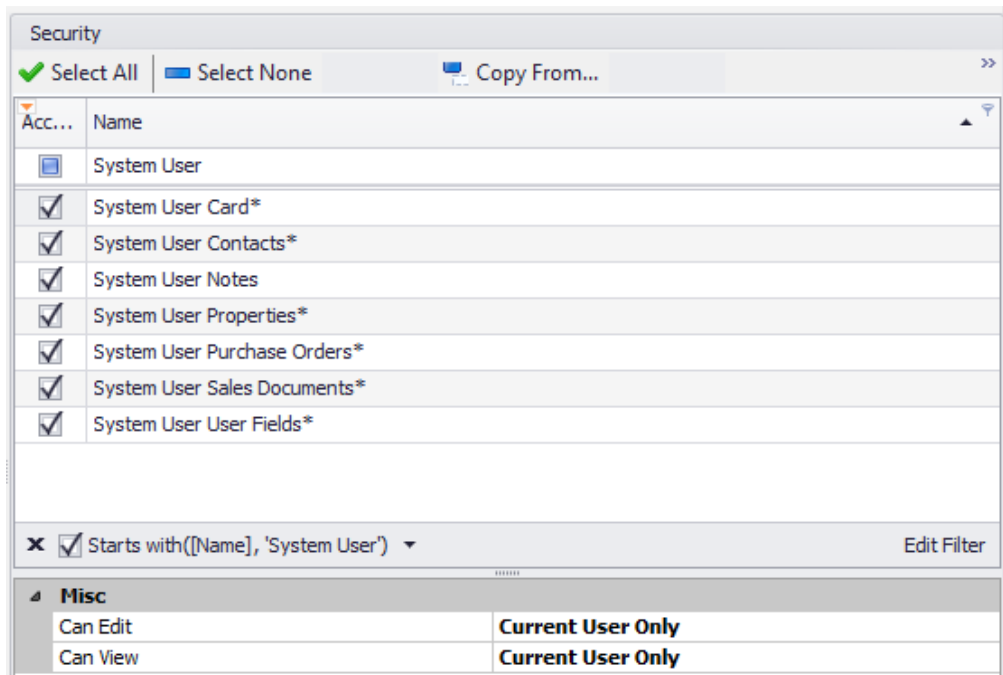 Security
Select All Select None Copy From... »
Acc... Name
System User
System User Card*
System User Contacts*
System User Notes
System User Properties*
System User Purchase Orders*
System User Sales Documents*
System User User Fields*
Starts with([Name], 'System User') Edit Filter
Misc
Can Edit Current User Only
Can View Current User Only